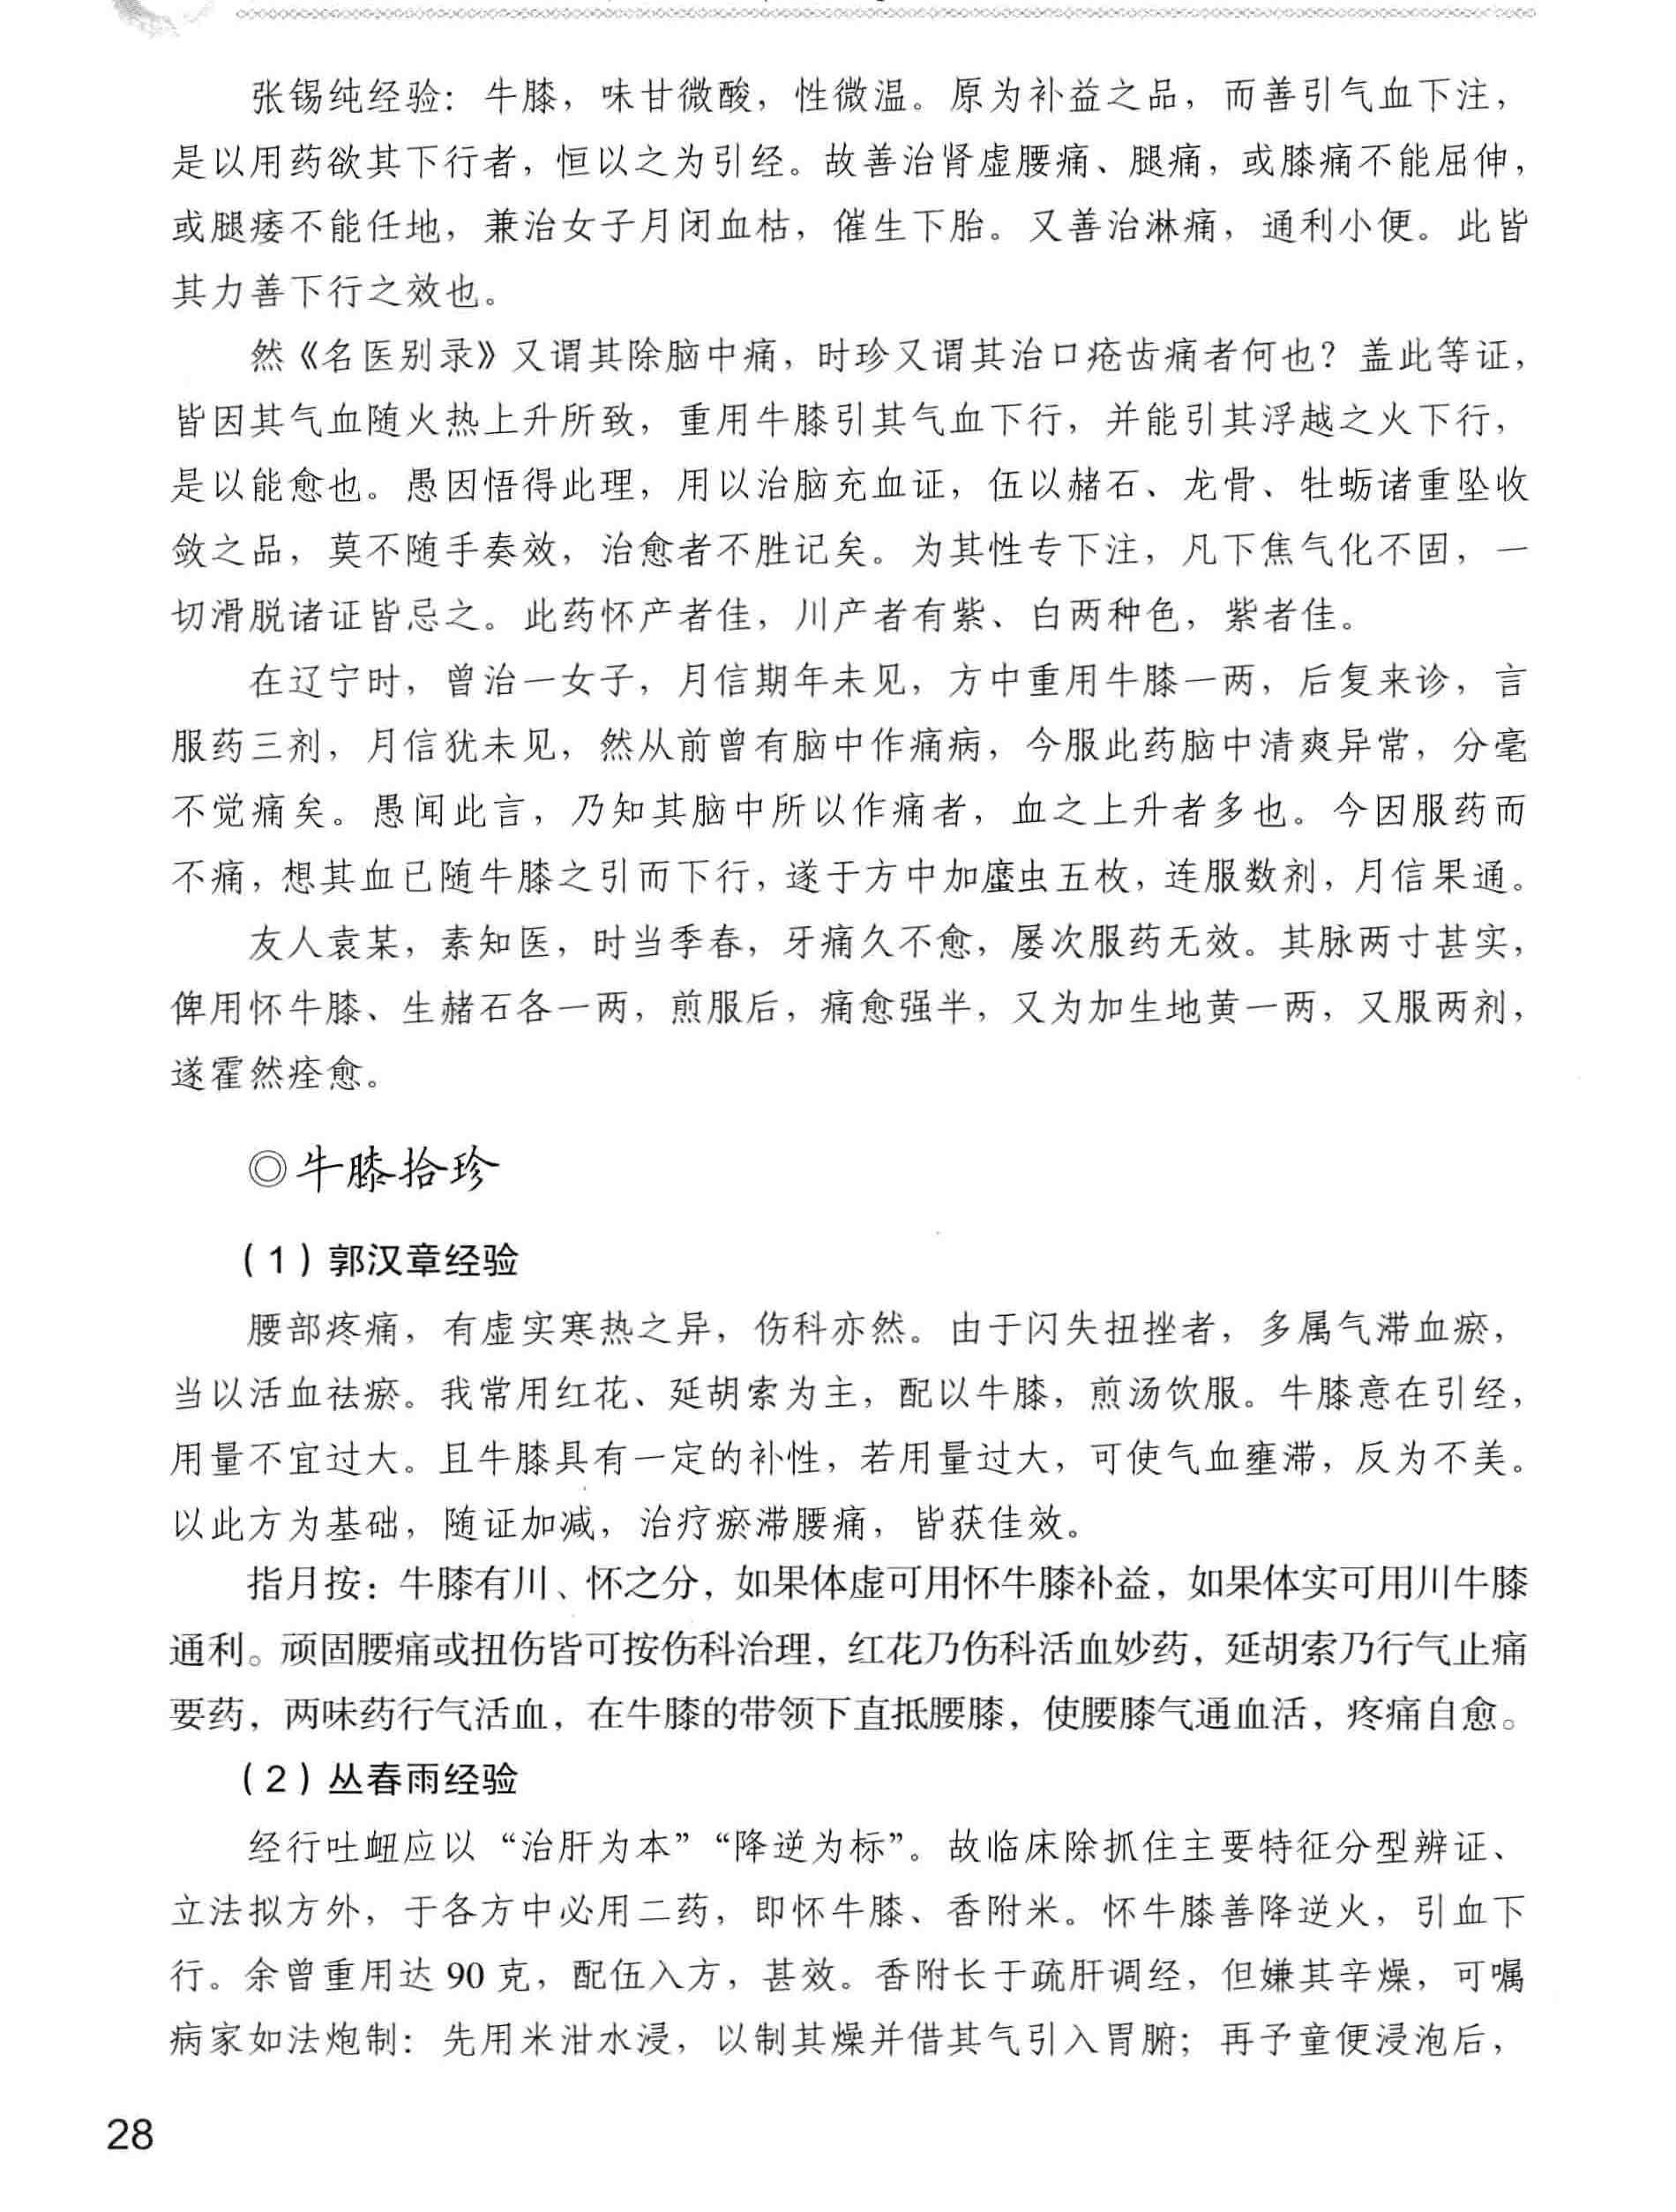 张锡纯经验：牛膝，味甘微酸，性微温。原为补益之品，而善引气血下注，
是以用药欲其下行者，恒以之为引经。故善治肾虚腰痛、腿痛，或膝痛不能屈伸，
或腿痿不能任地，兼治女子月闭血枯，催生下胎。又善治淋痛，通利小便。此皆
其力善下行之效也。
然《名医别录》又谓其除脑中痛，时珍又谓其治口疮齿痛者何也？盖此等证，
皆因其气血随火热上升所致，重用牛膝引其气血下行，并能引其浮越之火下行，
是以能愈也。愚因悟得此理，用以治脑充血证，伍以赭石、龙骨、牡蛎诸重坠收
敛之品，莫不随手奏效，治愈者不胜记矣。为其性专下注，凡下焦气化不固，一
切滑脱诸证皆忌之。此药怀产者佳，川产者有紫、白两种色，紫者佳。
在辽宁时，曾治一女子，月信期年未见，方中重用牛膝一两，后复来诊，言
服药三剂，月信犹未见，然从前曾有脑中作痛病，今服此药脑中清爽异常，分毫
不觉痛矣。愚闻此言，乃知其脑中所以作痛者，血之上升者多也。今因服药而
不痛，想其血已随牛膝之引而下行，遂于方中加䗪虫五枚，连服数剂，月信果通。
友人袁某，素知医，时当季春，牙痛久不愈，屡次服药无效。其脉两寸甚实，
俾用怀牛膝、生赭石各一两，煎服后，痛愈强半，又为加生地黄一两，又服两剂，
遂霍然痊愈。
◎牛膝拾珍
（1）郭汉章经验
腰部疼痛，有虚实寒热之异，伤科亦然。由于闪失扭挫者，多属气滞血瘀，
当以活血祛瘀。我常用红花、延胡索为主，配以牛膝，煎汤饮服。牛膝意在引经，
用量不宜过大。且牛膝具有一定的补性，若用量过大，可使气血壅滞，反为不美。
以此方为基础，随证加减，治疗瘀滞腰痛，皆获佳效。
指月按：牛膝有川、怀之分，如果体虚可用怀牛膝补益，如果体实可用川牛膝
通利。顽固腰痛或扭伤皆可按伤科治理，红花乃伤科活血妙药，延胡索乃行气止痛
要药，两味药行气活血，在牛膝的带领下直抵腰膝，使腰膝气通血活，疼痛自愈。
（2）丛春雨经验
经行吐衄应以“治肝为本”“降逆为标”。故临床除抓住主要特征分型辨证、
立法拟方外，于各方中必用二药，即怀牛膝、香附米。怀牛膝善降逆火，引血下
行。余曾重用达 90 克，配伍入方，甚效。香附长于疏肝调经，但嫌其辛燥，可嘱
病家如法炮制：先用米泔水浸，以制其燥并借其气引入胃腑；再予童便浸泡后，
28